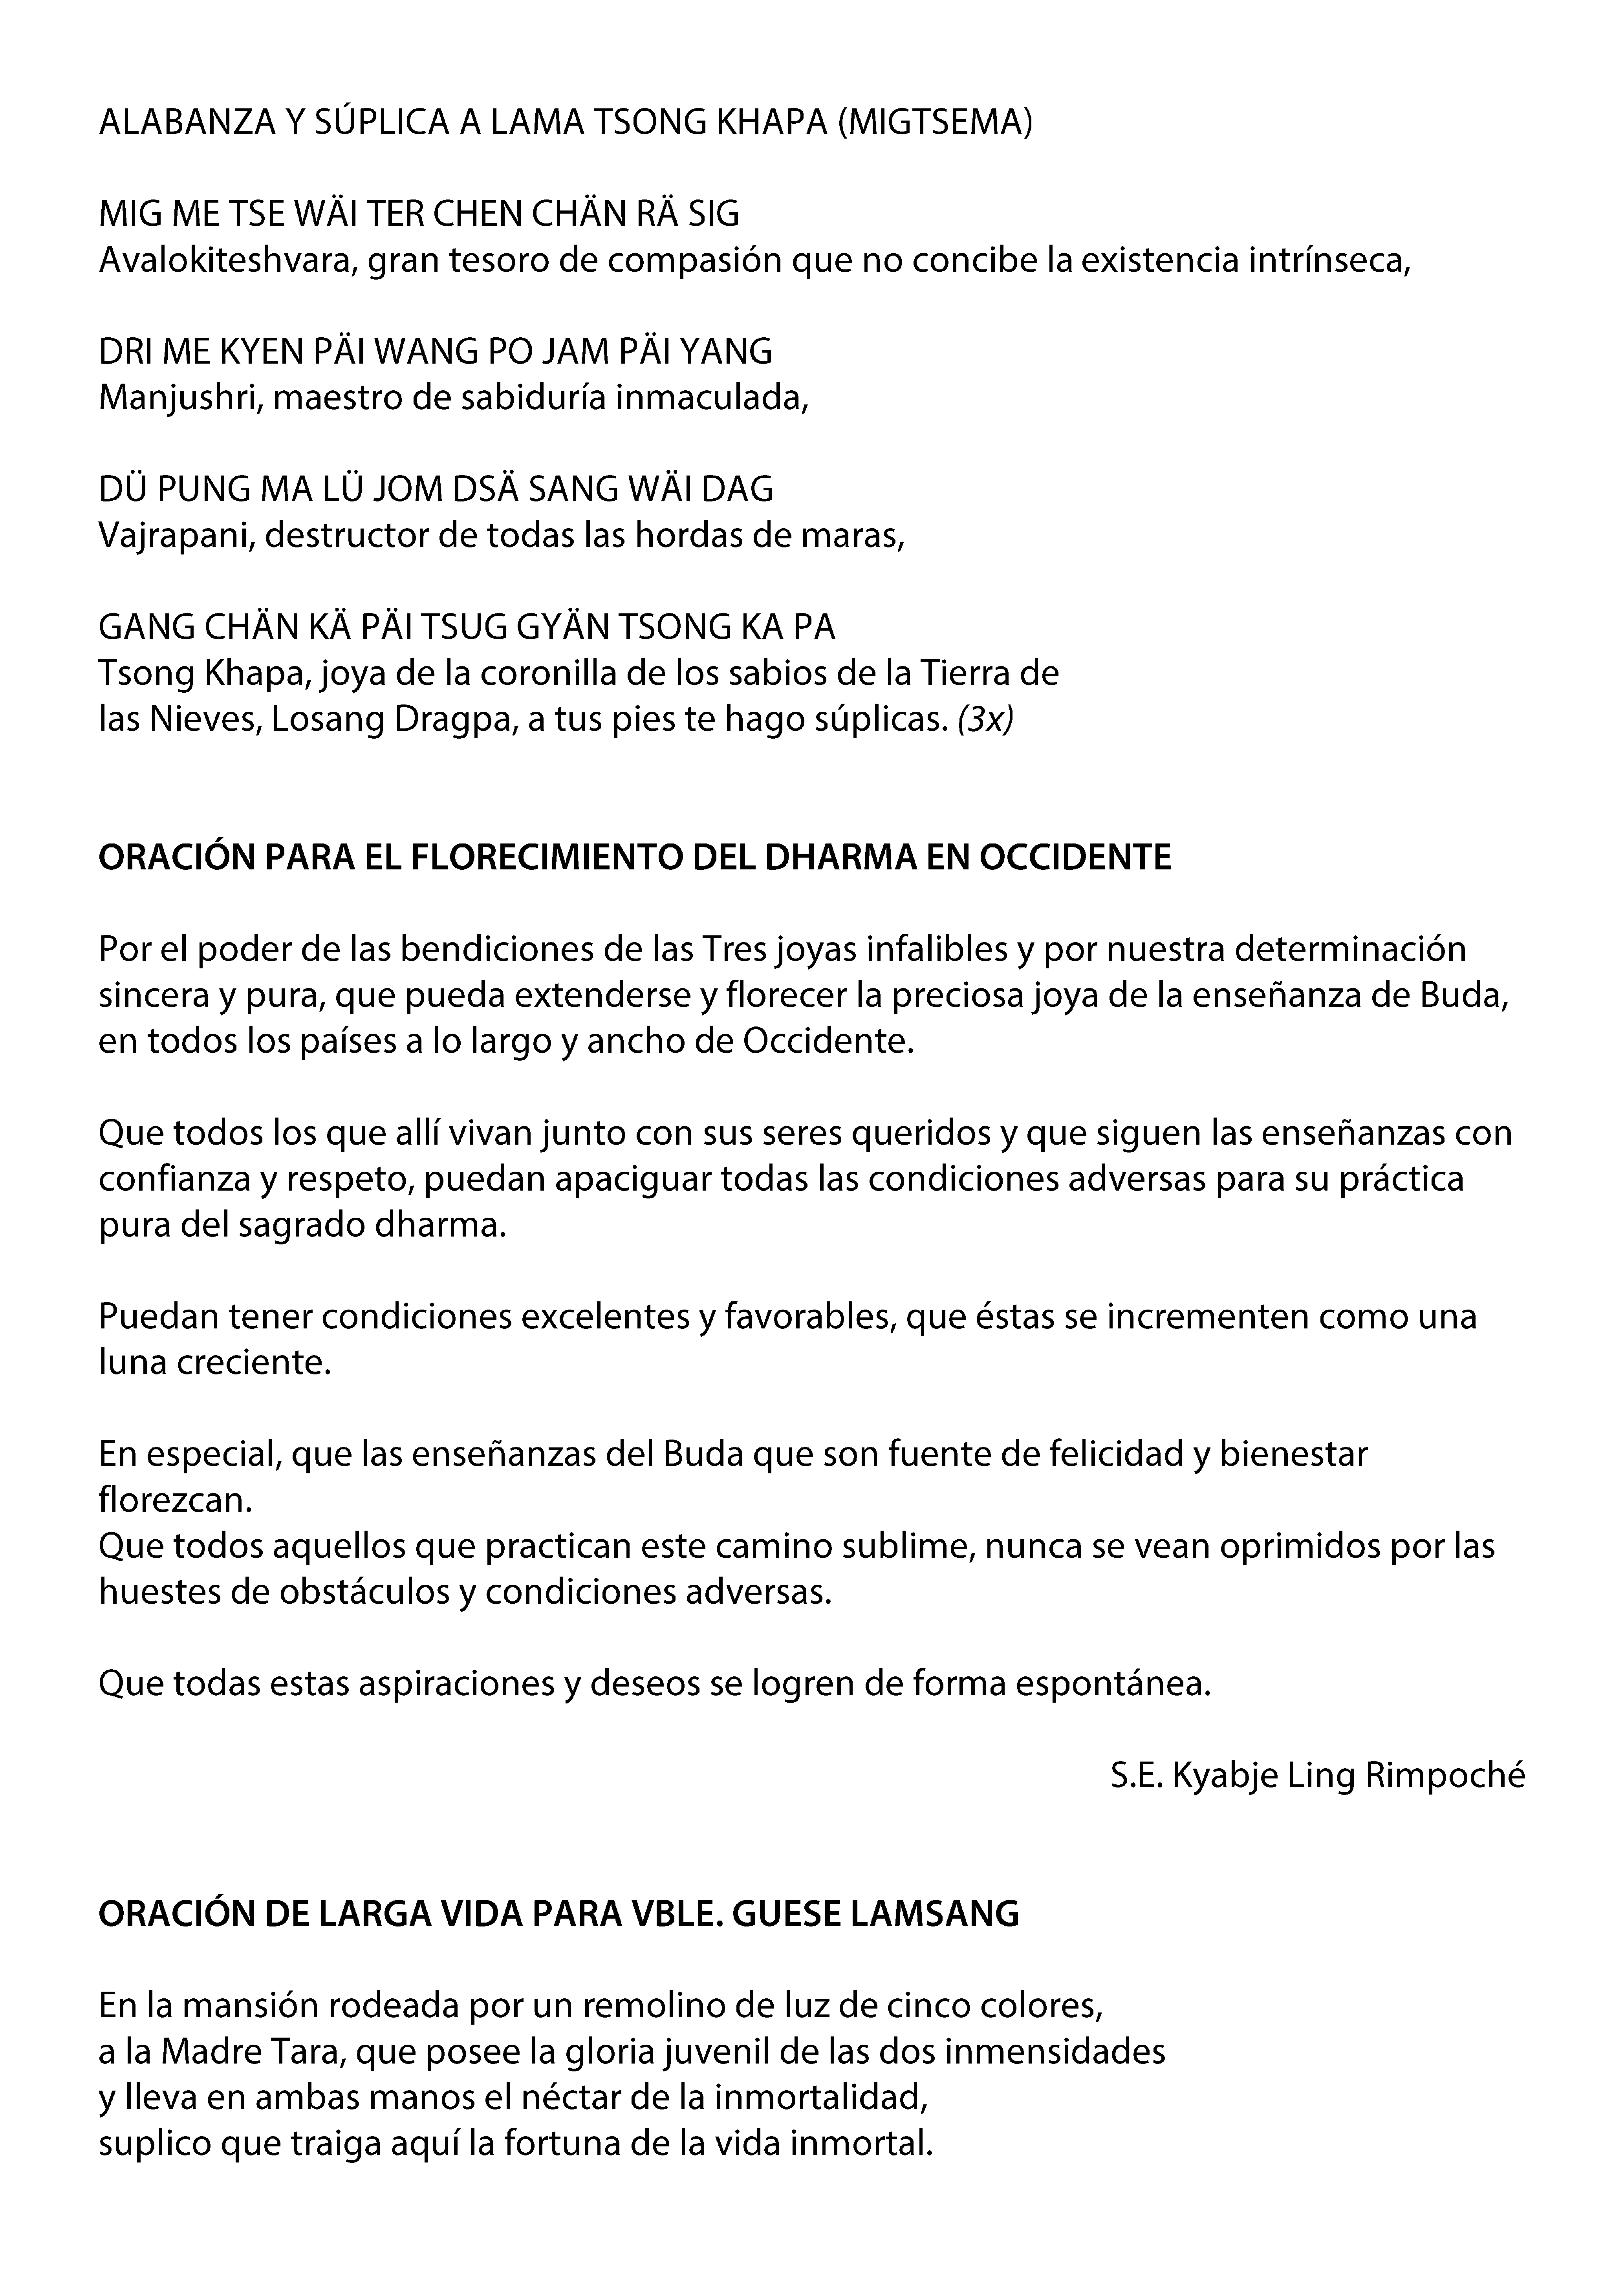 ALABANZA Y SÚPLICA A LAMA TSONG KHAPA (MIGTSEMA)
MIG ME TSE WÄI TER CHEN CHÄN RÄ SIG
Avalokiteshvara, gran tesoro de compasión que no concibe la existencia intrínseca,
DRI ME KYEN PÄI WANG PO JAM PÄI YANG
Manjushri, maestro de sabiduría inmaculada,
DÜ PUNG MA LÜ JOM DSÄ SANG WÄI DAG
Vajrapani, destructor de todas las hordas de maras,
GANG CHÄN KÄ PÄI TSUG GYÄN TSONG KA PA
Tsong Khapa, joya de la coronilla de los sabios de la Tierra de
las Nieves, Losang Dragpa, a tus pies te hago súplicas. (3x)
ORACIÓN PARA EL FLORECIMIENTO DEL DHARMA EN OCCIDENTE
Por el poder de las bendiciones de las Tres joyas infalibles y por nuestra determinación
sincera y pura, que pueda extenderse y florecer la preciosa joya de la enseñanza de Buda,
en todos los países a lo largo y ancho de Occidente.
Que todos los que allí vivan junto con sus seres queridos y que siguen las enseñanzas con
confianza y respeto, puedan apaciguar todas las condiciones adversas para su práctica
pura del sagrado dharma.
Puedan tener condiciones excelentes y favorables, que éstas se incrementen como una
luna creciente.
En especial, que las enseñanzas del Buda que son fuente de felicidad y bienestar
florezcan.
Que todos aquellos que practican este camino sublime, nunca se vean oprimidos por las
huestes de obstáculos y condiciones adversas.
Que todas estas aspiraciones y deseos se logren de forma espontánea.
S.E. Kyabje Ling Rimpoché
ORACIÓN DE LARGA VIDA PARA VBLE. GUESE LAMSANG
En la mansión rodeada por un remolino de luz de cinco colores,
a la Madre Tara, que posee la gloria juvenil de las dos inmensidades
y lleva en ambas manos el néctar de la inmortalidad,
suplico que traiga aquí la fortuna de la vida inmortal.